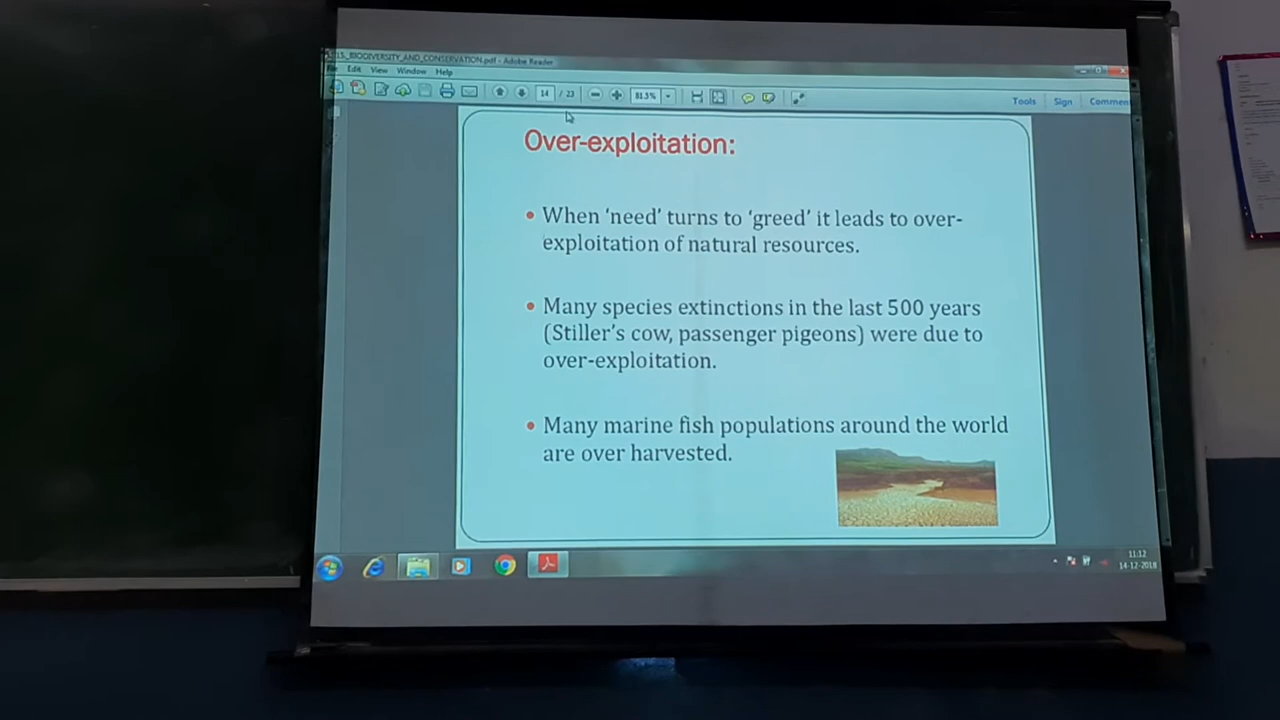 15._BIODIVERSITY_AND_CONSERVATION.pdf - Adobe Reader
Edit View Window Help
14 / 23 81.5% Tools Sign Comment
Over-exploitation:
• When ‘need’ turns to ‘greed’ it leads to over-
exploitation of natural resources.
• Many species extinctions in the last 500 years
(Stiller’s cow, passenger pigeons) were due to
over-exploitation.
• Many marine fish populations around the world
are over harvested.
11:12
14-12-2018